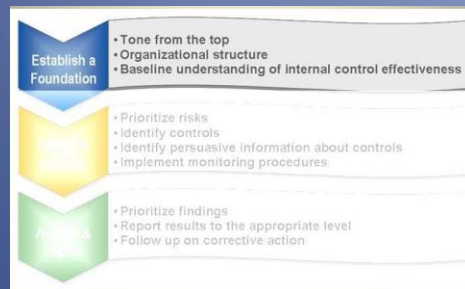 Establish a
Foundation
• Tone from the top
• Organizational structure
• Baseline understanding of internal control effectiveness
• Prioritize risks
• Identify controls
• Identify persuasive information about controls
• Implement monitoring procedures
• Prioritize findings
• Report results to the appropriate level
• Follow up on corrective action